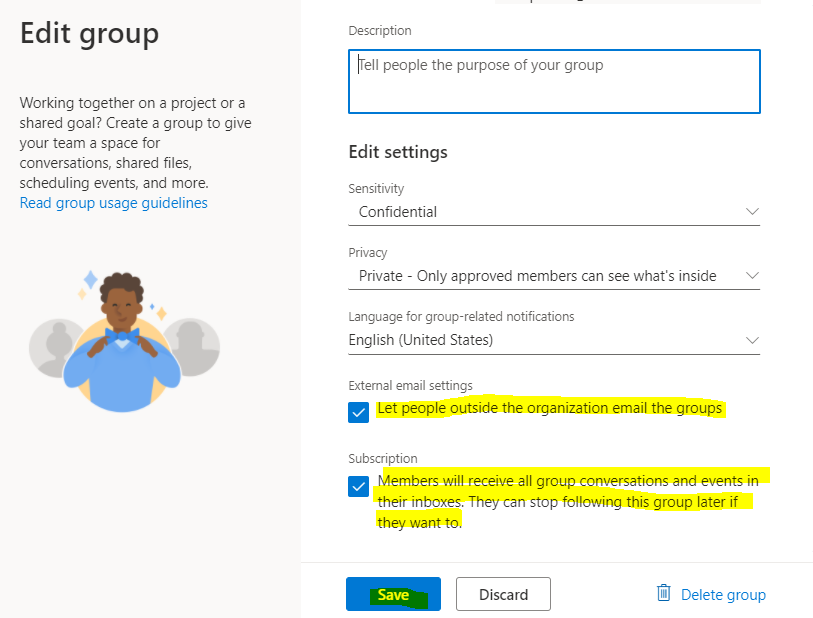 Edit group
Working together on a project or a
shared goal? Create a group to give
your team a space for
conversations, shared files,
scheduling events, and more.
Read group usage guidelines
Description
Tell people the purpose of your group
Edit settings
Sensitivity
Confidential
Privacy
Private - Only approved members can see what's inside
Language for group-related notifications
English (United States)
External email settings
Let people outside the organization email the groups
Subscription
Members will receive all group conversations and events in
their inboxes. They can stop following this group later if
they want to.
Save
Discard
Delete group